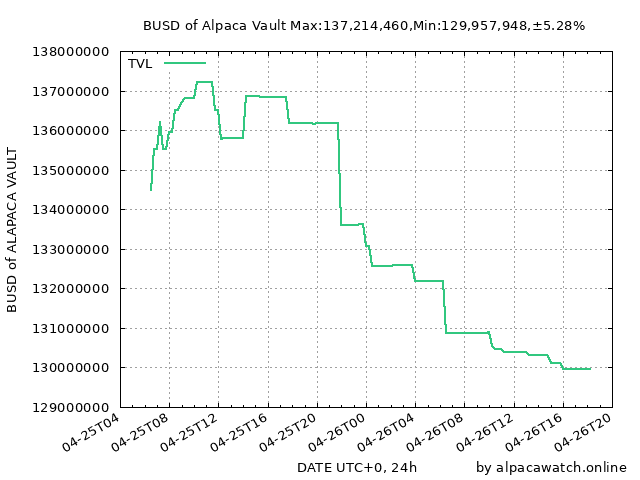 BUSD of Alpaca Vault Max:137,214,460,Min:129,957,948,±5.28%
TVL
138000000
137000000
136000000
135000000
134000000
133000000
132000000
131000000
130000000
129000000
BUSD of ALAPACA VAULT
04-25T04
04-25T08
04-25T12
04-25T16
04-25T20
04-26T00
04-26T04
04-26T08
04-26T12
04-26T16
04-26T20
DATE UTC+0, 24h
by alpacawatch.online